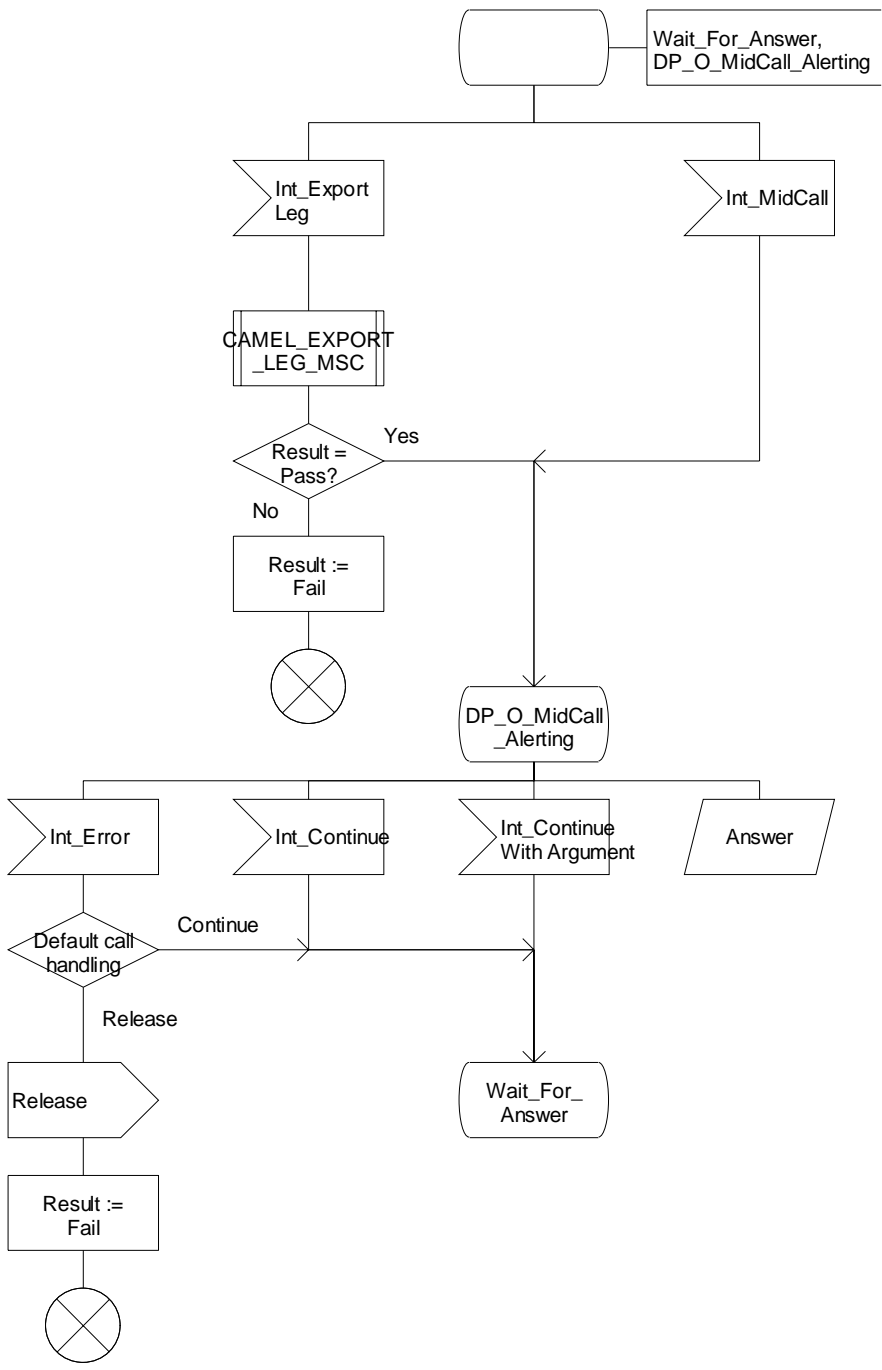 Wait_For_Answer,
DP_O_MidCall_Alerting
Int_Export
Leg
Int_MidCall
CAMEL_EXPORT
_LEG_MSC
Result =
Pass?
Yes
No
Result :=
Fail
DP_O_MidCall
_Alerting
Int_Error
Int_Continue
Int_Continue
With Argument
Answer
Default call
handling
Continue
Release
Release
Wait_For_
Answer
Result :=
Fail